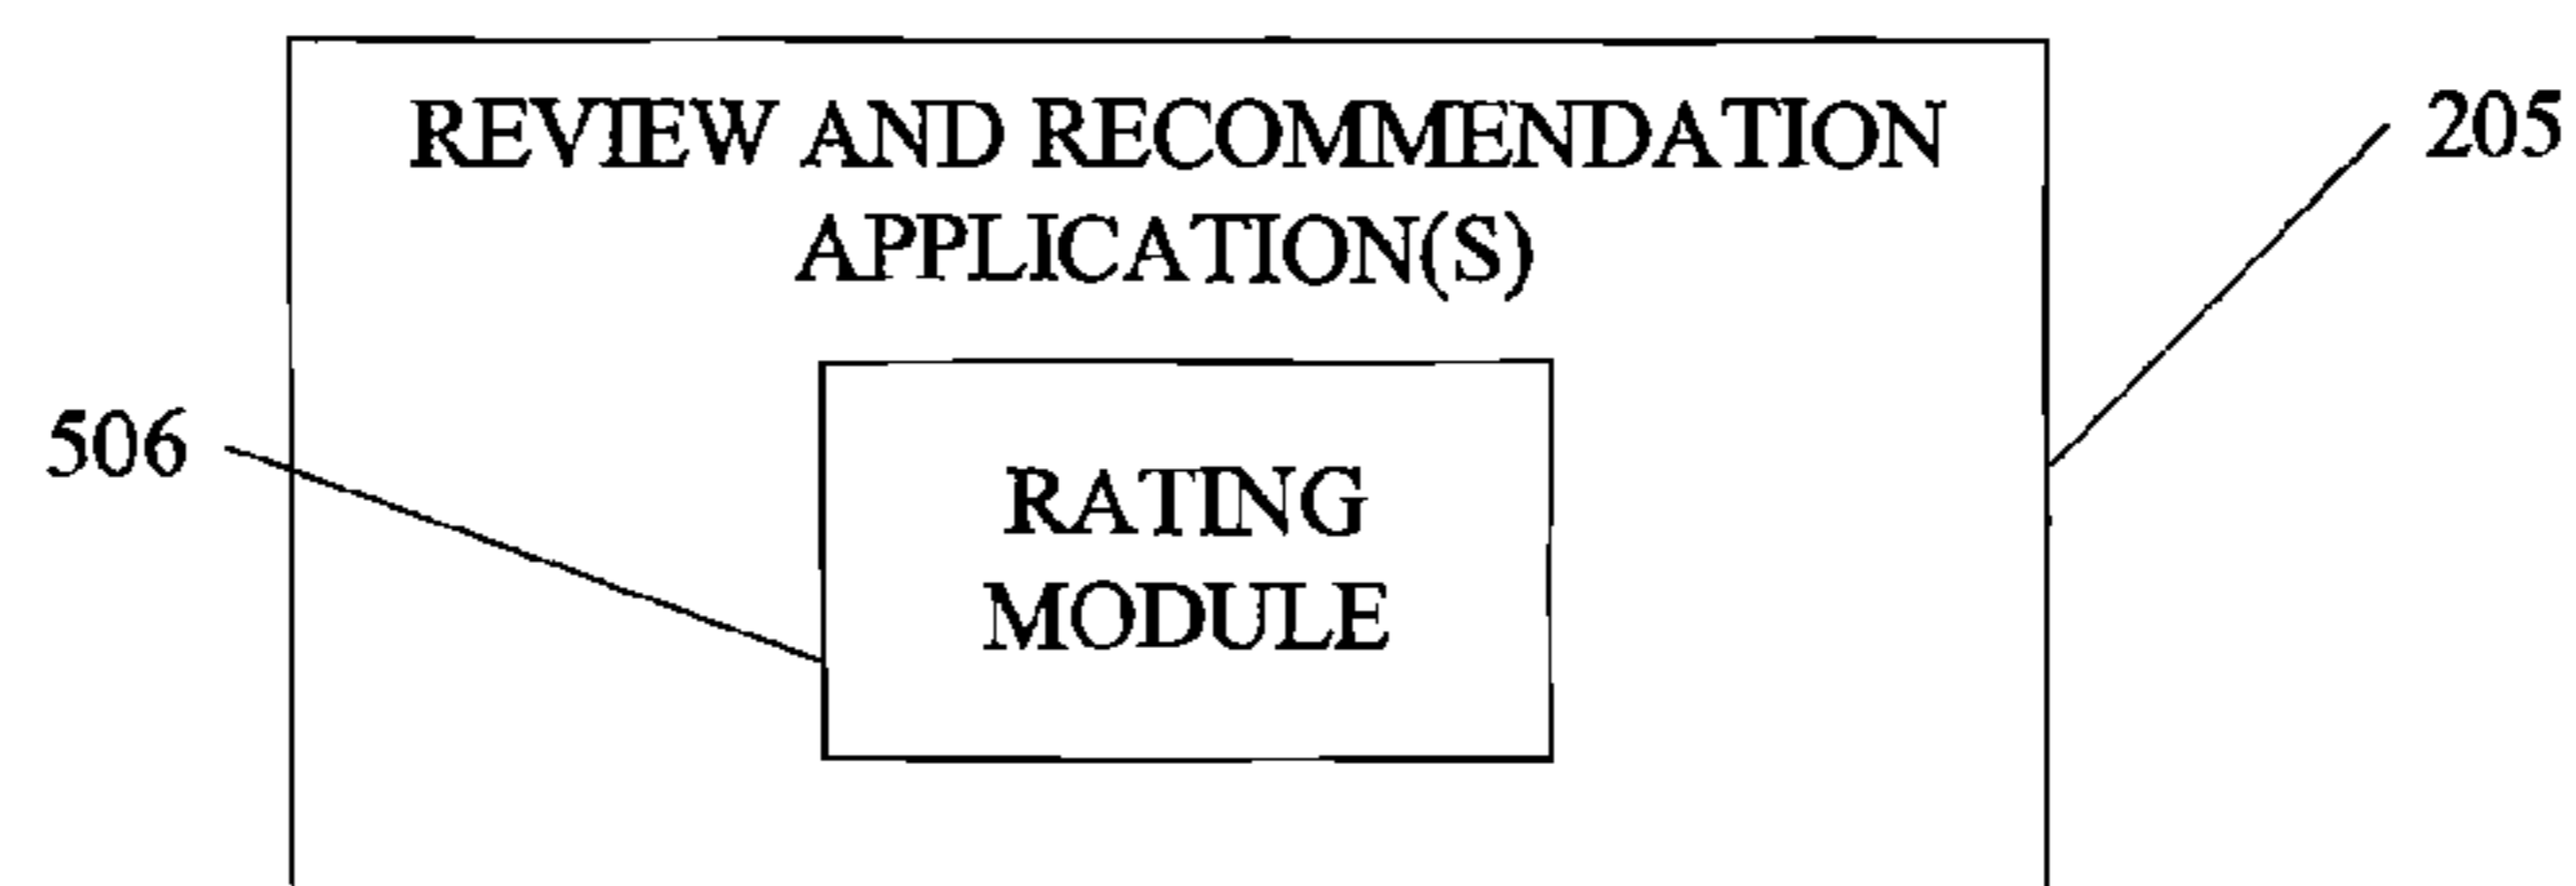 REVIEW AND RECOMMENDATION
APPLICATION(S)
205
506
RATING
MODULE